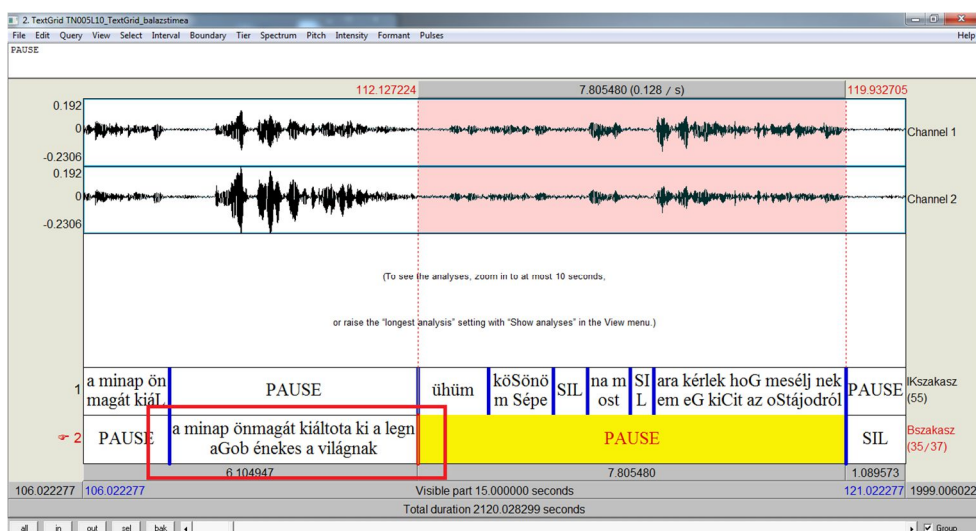 2. TextGrid TN005L10_TextGrid_balazstimea
File Edit Query View Select Interval Boundary Tier Spectrum Pitch Intensity Formant Pulses Help
PAUSE
112.127224 7.805480 (0.128 / s) 119.932705
0.192
0
-0.2306
Channel 1
0.192
0
-0.2306
Channel 2
(To see the analyses, zoom in to at most 10 seconds,
or raise the "longest analysis" setting with "Show analyses" in the View menu.)
1
a minap ön
magát kiáL
PAUSE
ühüm
köSönö
m Sépe
SIL
na m
ost
SI
L
ara kérlek hoG mesélj nek
em eG kiCit az oStájodról
PAUSE
IKszakasz
(55)
2
PAUSE
a minap önmagát kiáltota ki a legn
aGob énekes a világnak
PAUSE
SIL
Bszakasz
(35/37)
6.104947 7.805480 1.089573
106.022277 106.022277 Visible part 15.000000 seconds 121.022277 1999.006022
Total duration 2120.028299 seconds
all in out sel bak Group